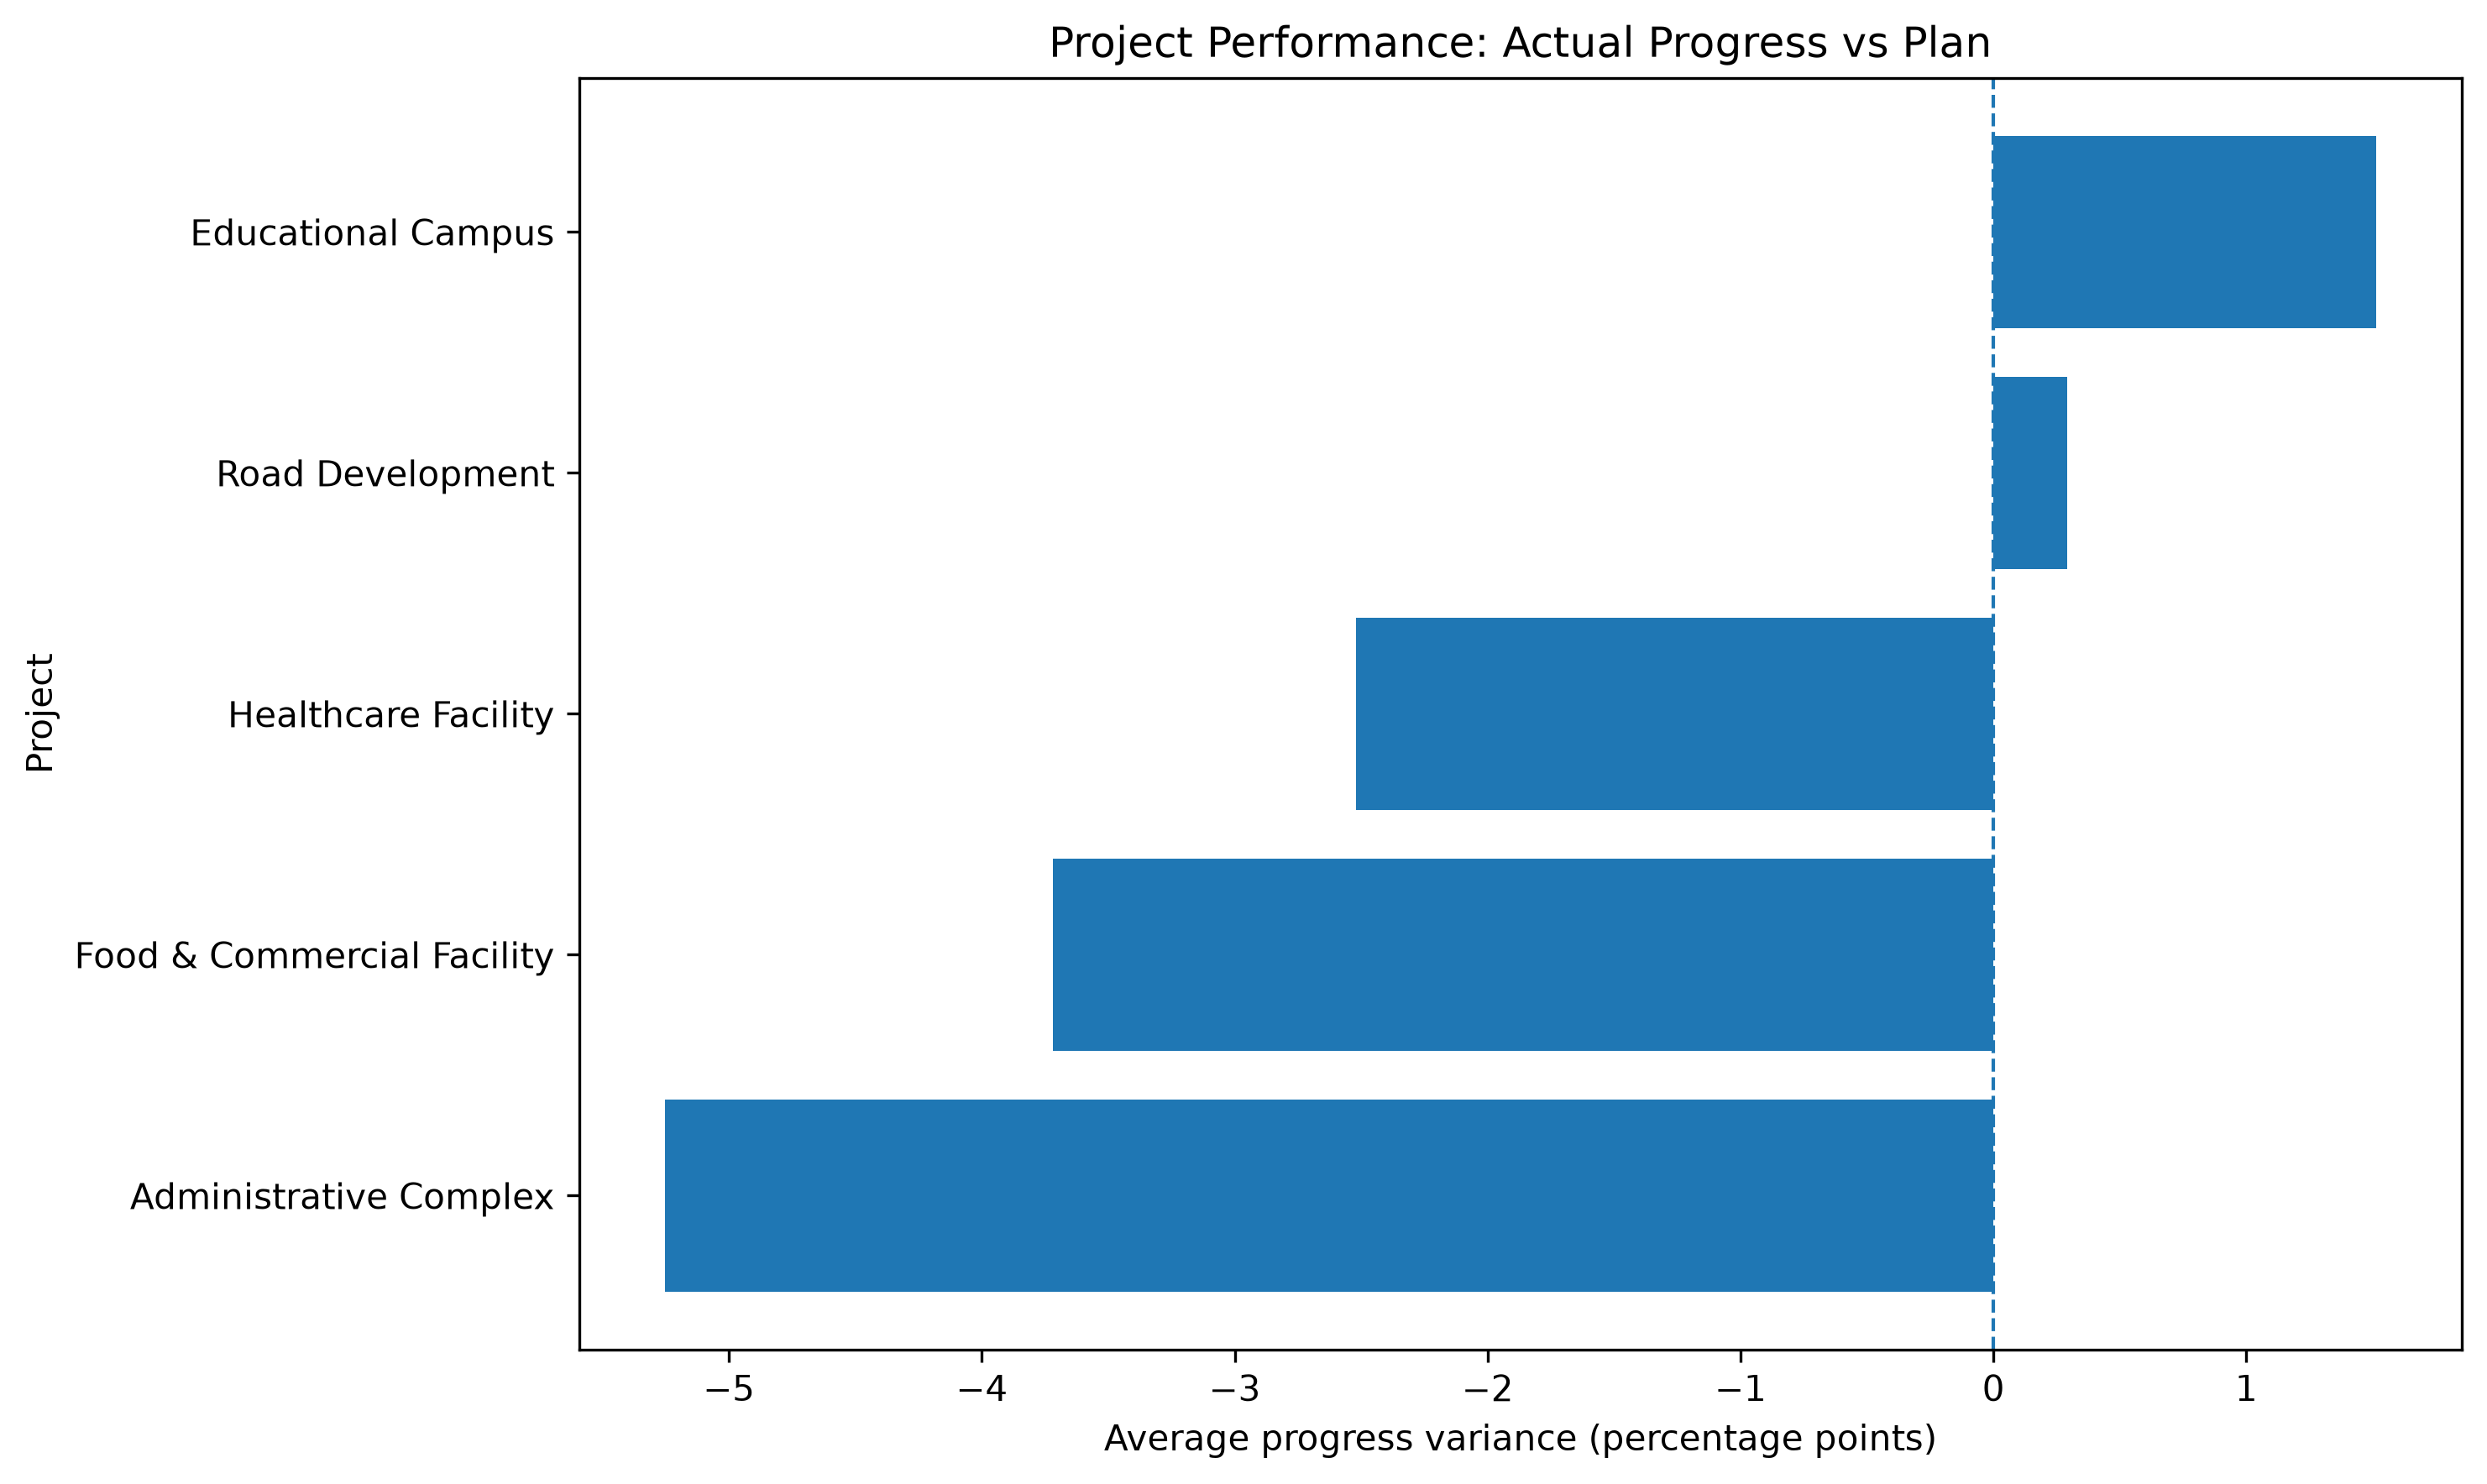 Project Performance: Actual Progress vs Plan
Educational Campus
Road Development
Healthcare Facility
Food & Commercial Facility
Administrative Complex
Project
−5 −4 −3 −2 −1 0 1
Average progress variance (percentage points)